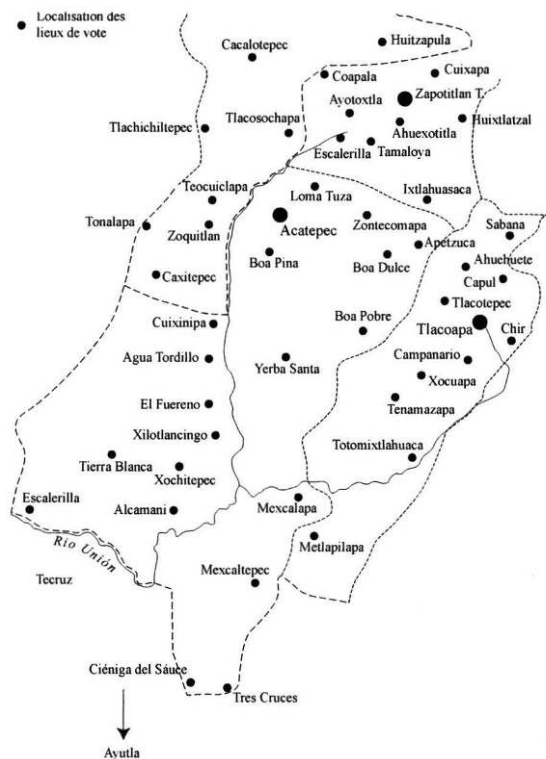 Localisation des
lieux de vote
Huitzapula
Cacalotepec
Coapala
Cuixapa
Zapotitlan T.
Ayotoxtla
Tlachichiltepec
Tlacosochapa
Ahuexotitla
Huixtlatzal
Escalerilla
Tamaloya
Teocuiclapa
Loma Tuza
Ixtlahuasaca
Tonalapa
Zoquitlan
Acatepec
Zontecomapa
Sabana
Apetzuca
Boa Pina
Boa Dulce
Ahuehuete
Caxitepec
Capul
Tlacotepec
Cuixinipa
Boa Pobre
Tlacoapa
Chir
Agua Tordillo
Yerba Santa
Campanario
Xocuapa
El Fuereno
Tenamazapa
Xilotlancingo
Tierra Blanca
Xochitepec
Totomixtlahuaca
Escalerilla
Alcamani
Mexcalapa
Río Unión
Metlapilapa
Tecruz
Mexcaltepec
Ciéniga del Sáuce
Tres Cruces
Ayutla